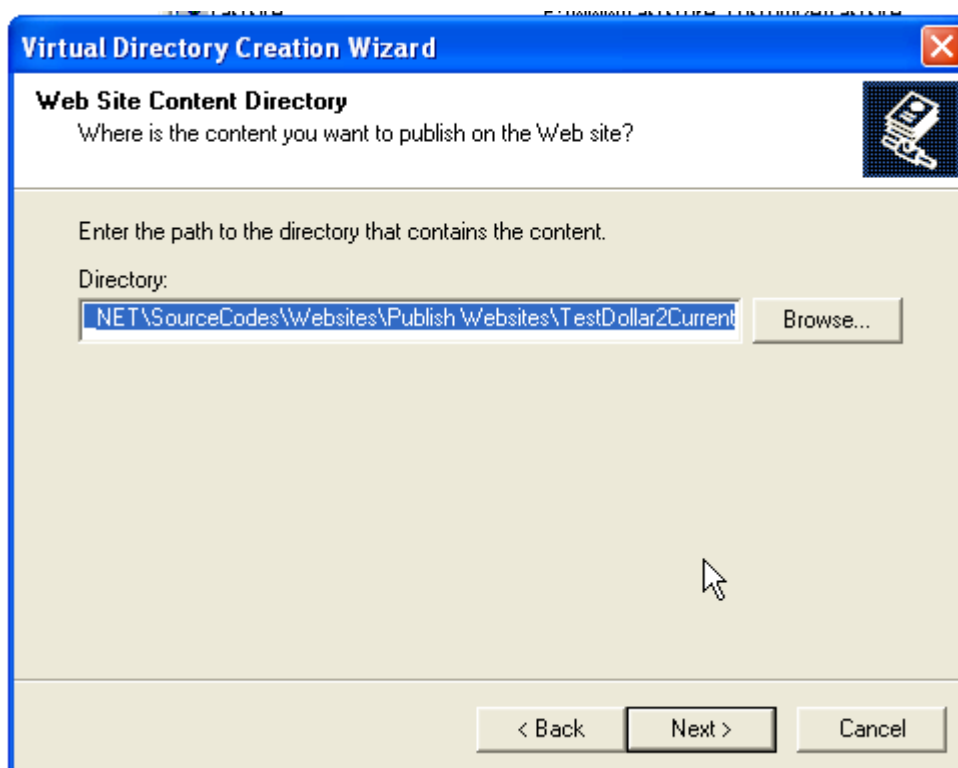 Virtual Directory Creation Wizard
Web Site Content Directory
Where is the content you want to publish on the Web site?
Enter the path to the directory that contains the content.
Directory:
_NET\SourceCodes\Websites\Publish Websites\TestDollar2Current
Browse...
< Back
Next >
Cancel